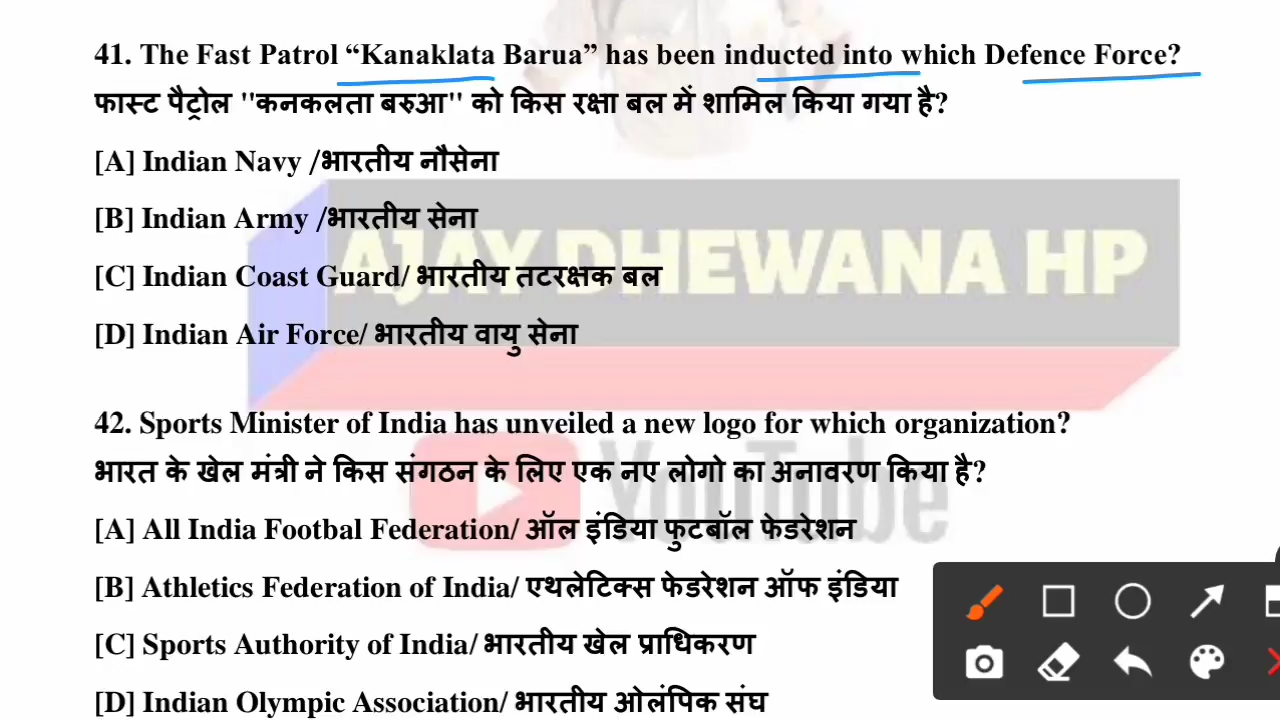 41. The Fast Patrol “Kanaklata Barua” has been inducted into which Defence Force?
फास्ट पैट्रोल "कनकलता बरुआ" को किस रक्षा बल में शामिल किया गया है?
[A] Indian Navy /भारतीय नौसेना
[B] Indian Army /भारतीय सेना
[C] Indian Coast Guard/ भारतीय तटरक्षक बल
[D] Indian Air Force/ भारतीय वायु सेना
AJAY DHEWANA HP
42. Sports Minister of India has unveiled a new logo for which organization?
भारत के खेल मंत्री ने किस संगठन के लिए एक नए लोगो का अनावरण किया है?
YouTube
[A] All India Footbal Federation/ ऑल इंडिया फुटबॉल फेडरेशन
[B] Athletics Federation of India/ एथलेटिक्स फेडरेशन ऑफ इंडिया
[C] Sports Authority of India/ भारतीय खेल प्राधिकरण
[D] Indian Olympic Association/ भारतीय ओलंपिक संघ